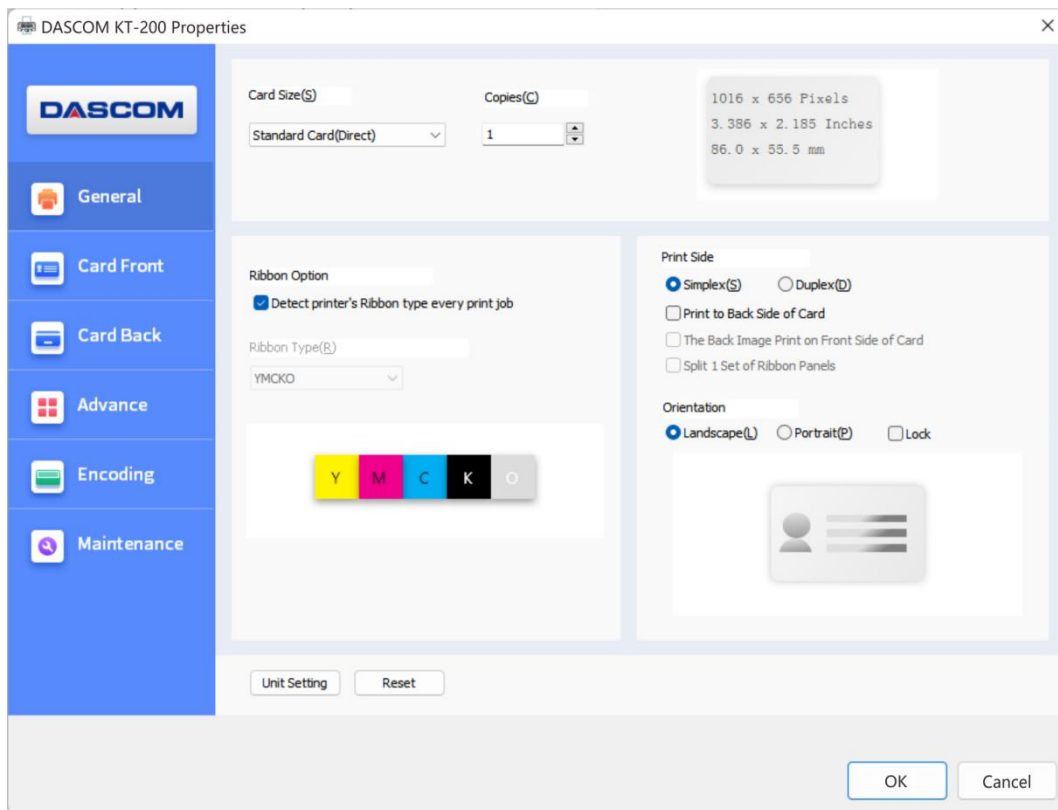 DASCOM KT-200 Properties
DASCOM
General
Card Front
Card Back
Advance
Encoding
Maintenance
Card Size(S)
Copies(C)
Standard Card(Direct)
1
1016 x 656 Pixels
3.386 x 2.185 Inches
86.0 x 55.5 mm
Ribbon Option
Detect printer's Ribbon type every print job
Ribbon Type(R)
YMCKO
Y M C K O
Print Side
Simplex(S) Duplex(D)
Print to Back Side of Card
The Back Image Print on Front Side of Card
Split 1 Set of Ribbon Panels
Orientation
Landscape(L) Portrait(P) Lock
Unit Setting Reset
OK Cancel